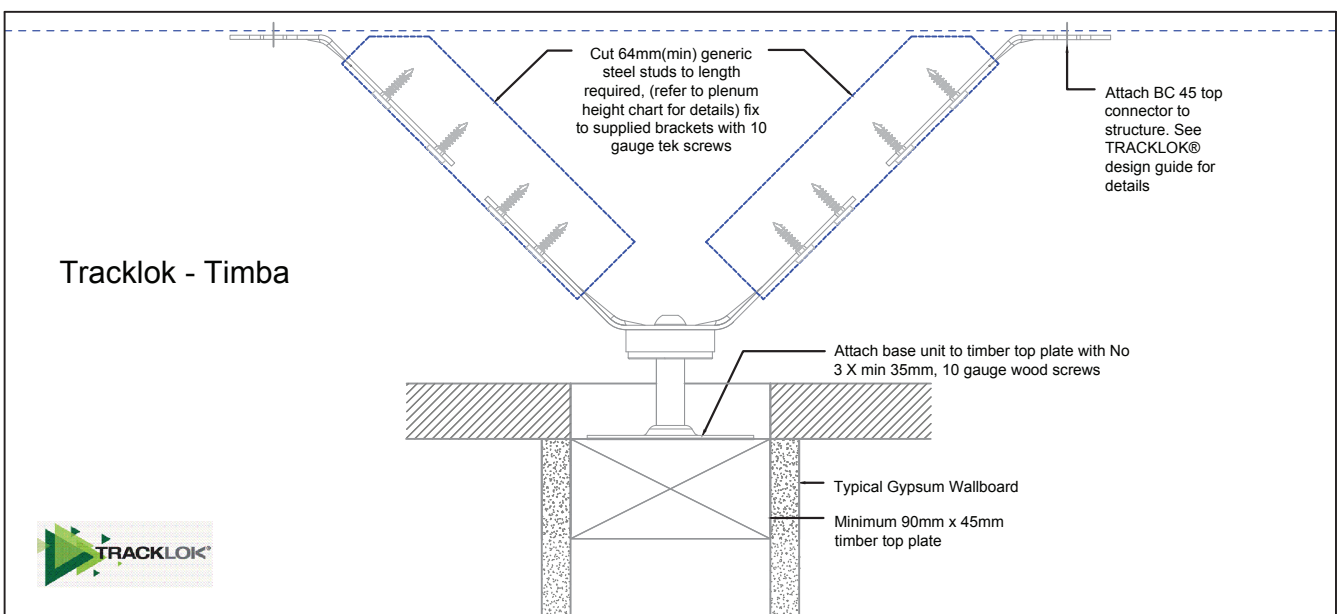 Cut 64mm(min) generic
steel studs to length
required, (refer to plenum
height chart for details) fix
to supplied brackets with 10
gauge tek screws
Attach BC 45 top
connector to
structure. See
TRACKLOK®
design guide for
details
Tracklok - Timba
Attach base unit to timber top plate with No
3 X min 35mm, 10 gauge wood screws
Typical Gypsum Wallboard
Minimum 90mm x 45mm
timber top plate
TRACKLOK®